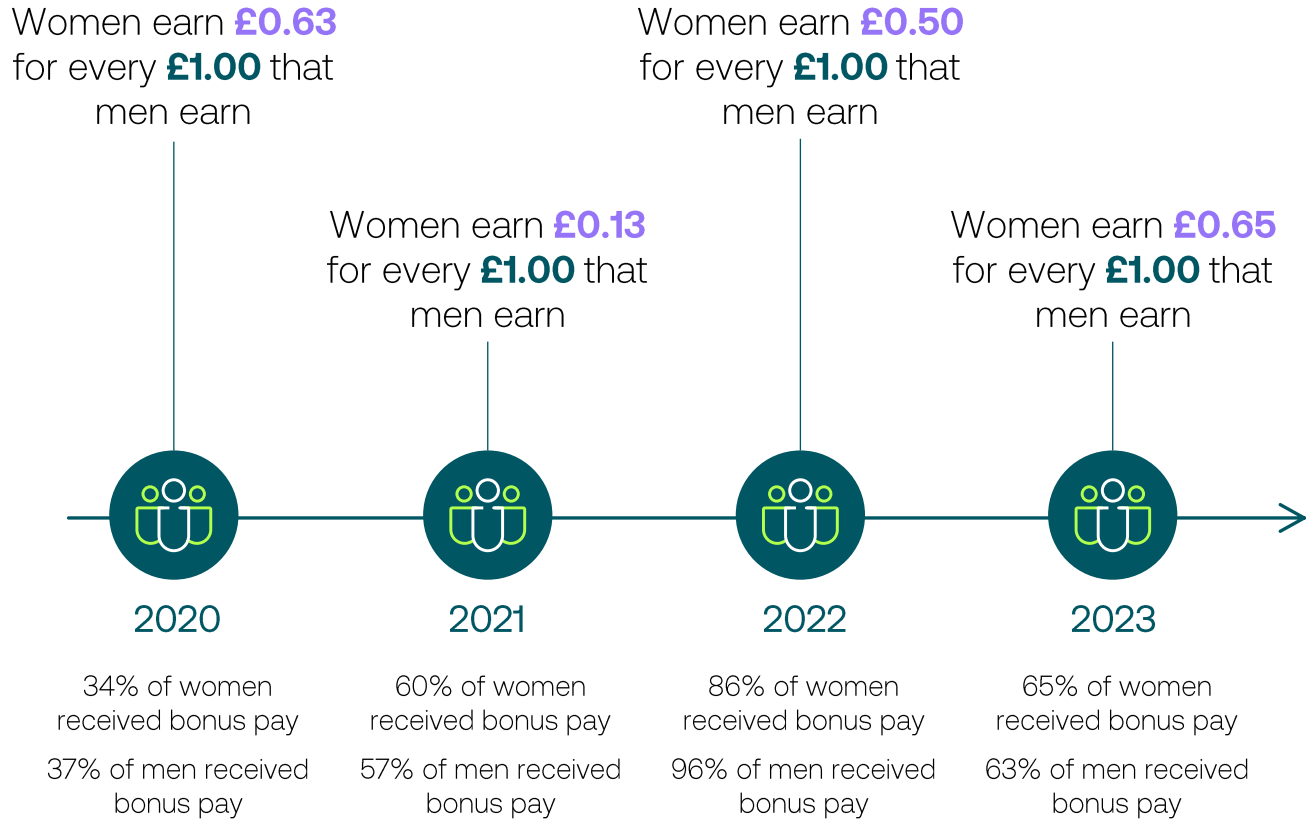 Women earn £0.63
for every £1.00 that
men earn
Women earn £0.13
for every £1.00 that
men earn
Women earn £0.50
for every £1.00 that
men earn
Women earn £0.65
for every £1.00 that
men earn
2020
34% of women
received bonus pay
37% of men received
bonus pay
2021
60% of women
received bonus pay
57% of men received
bonus pay
2022
86% of women
received bonus pay
96% of men received
bonus pay
2023
65% of women
received bonus pay
63% of men received
bonus pay